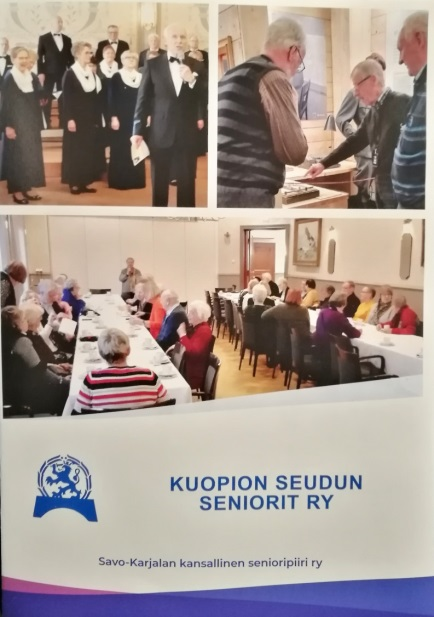 KUOPION SEUDUN
SENIORIT RY
Savo-Karjalan kansallinen senioripiiri ry